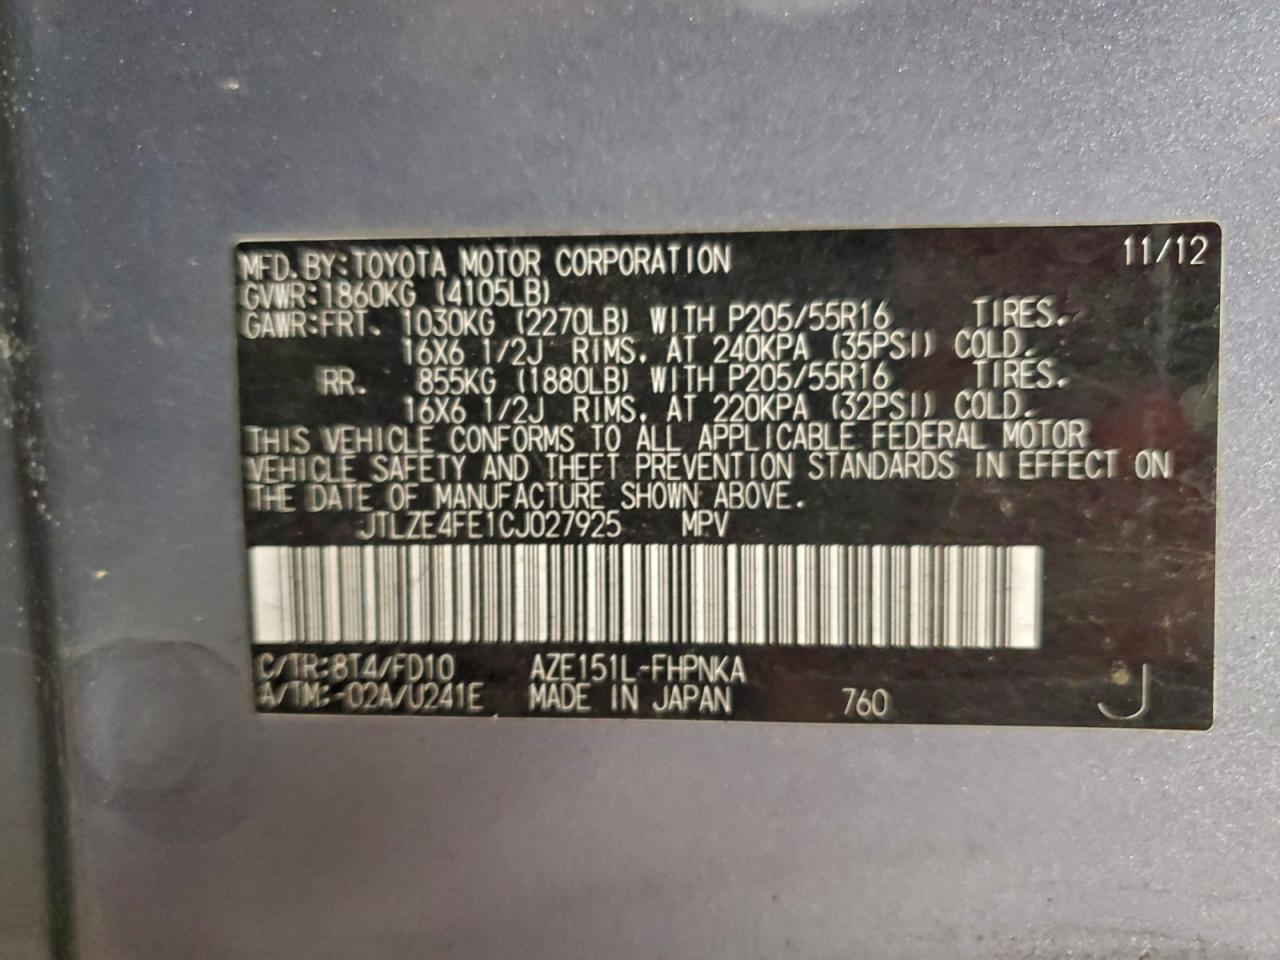 11/12
MFD. BY: TOYOTA MOTOR CORPORATION
GVWR: 1860KG (4105LB)
GAWR: FRT. 1030KG (2270LB) WITH P205/55R16 TIRES.
16X6 1/2J RIMS. AT 240KPA (35PSI) COLD.
RR. 855KG (1880LB) WITH P205/55R16 TIRES.
16X6 1/2J RIMS. AT 220KPA (32PSI) COLD.
THIS VEHICLE CONFORMS TO ALL APPLICABLE FEDERAL MOTOR
VEHICLE SAFETY AND THEFT PREVENTION STANDARDS IN EFFECT ON
THE DATE OF MANUFACTURE SHOWN ABOVE.
JTLZE4FE1CJ027925 MPV
C/TR: 8T4/FD10 AZE151L-FHPNKA
A/TM: -02A/U241E MADE IN JAPAN 760 J